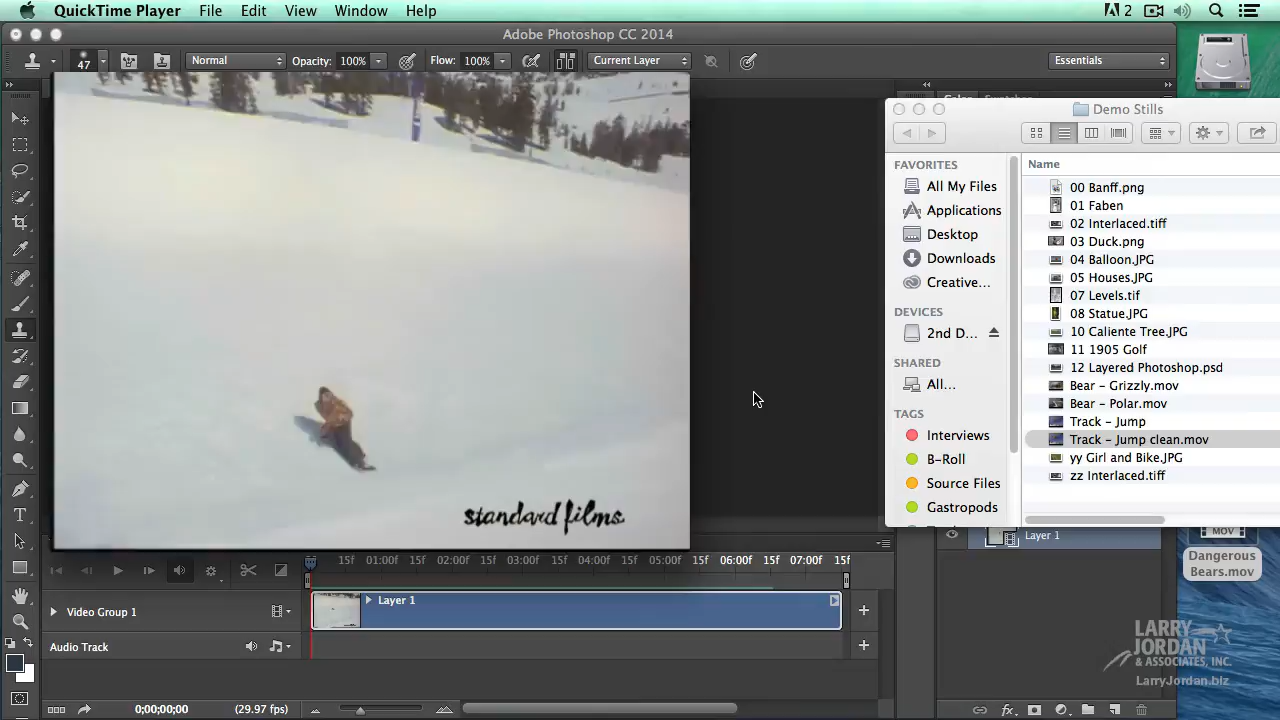 QuickTime Player File Edit View Window Help 2
Adobe Photoshop CC 2014
47 Normal Opacity: 100% Flow: 100% Current Layer Essentials
Demo Stills
FAVORITES
All My Files
Applications
Desktop
Downloads
Creative...
DEVICES
2nd D...
SHARED
All...
TAGS
Interviews
B-Roll
Source Files
Gastropods
Name
00 Banff.png
01 Faben
02 Interlaced.tiff
03 Duck.png
04 Balloon.JPG
05 Houses.JPG
07 Levels.tif
08 Statue.JPG
10 Caliente Tree.JPG
11 1905 Golf
12 Layered Photoshop.psd
Bear - Grizzly.mov
Bear - Polar.mov
Track - Jump
Track - Jump clean.mov
yy Girl and Bike.JPG
zz Interlaced.tiff
standard films
Layer 1
MOV
Dangerous
Bears.mov
15f 01:00f 15f 02:00f 15f 03:00f 15f 04:00f 15f 05:00f 15f 06:00f 15f 07:00f 15f
Video Group 1
Layer 1
Audio Track
0;00;00;00 (29.97 fps)
fx
LARRY
JORDAN
& ASSOCIATES, INC.
LarryJordan.biz